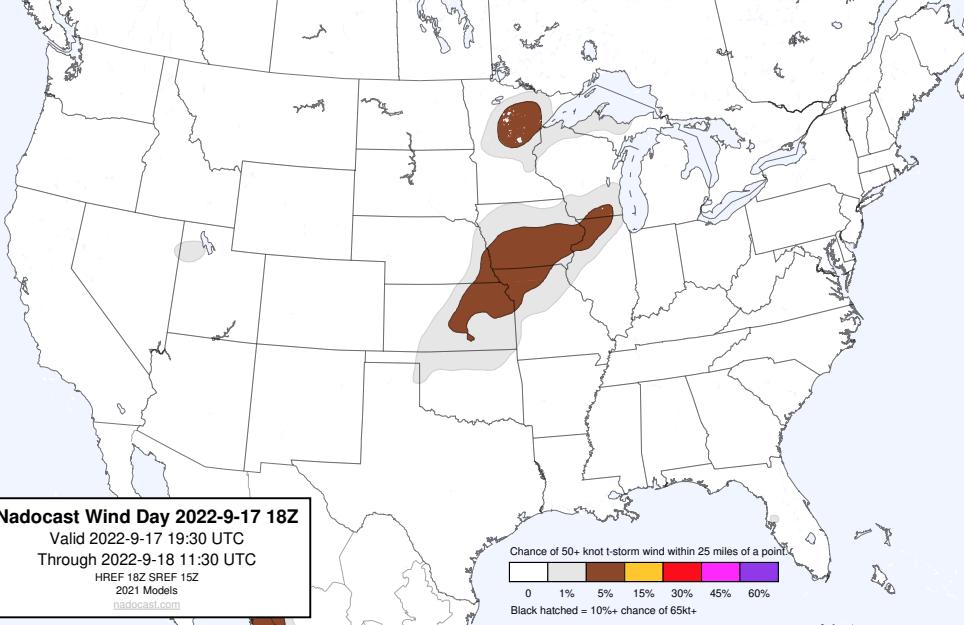 Nadocast Wind Day 2022-9-17 18Z
Valid 2022-9-17 19:30 UTC
Through 2022-9-18 11:30 UTC
HREF 18Z SREF 15Z
2021 Models
nadocast.com
Chance of 50+ knot t-storm wind within 25 miles of a point.
0 1% 5% 15% 30% 45% 60%
Black hatched = 10%+ chance of 65kt+